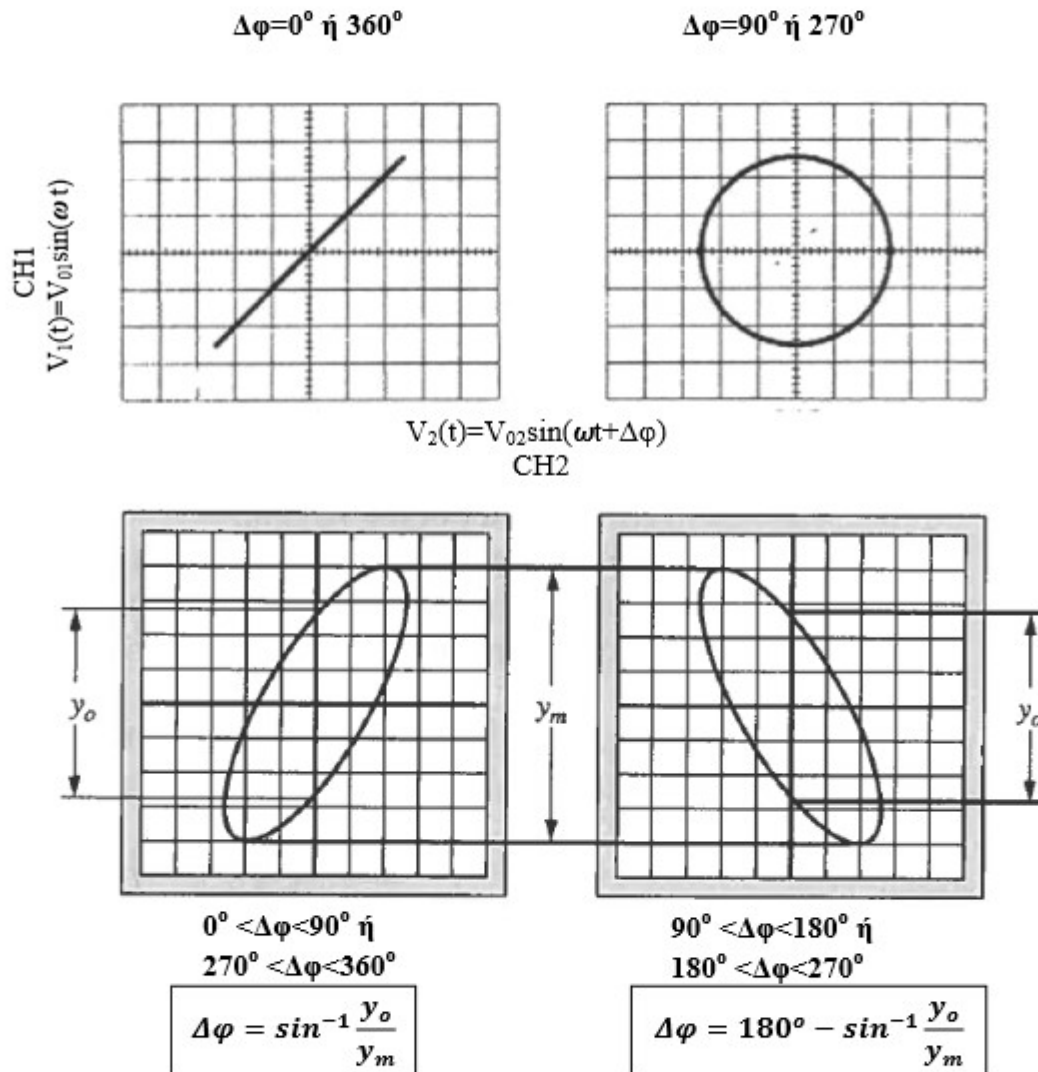 Δφ=0° ή 360°
Δφ=90° ή 270°
CH1
V₁(t)=V₀₁sin(ωt)
V₂(t)=V₀₂sin(ωt+Δφ)
CH2
yₒ
yₘ
yₒ
0° <Δφ<90° ή
270° <Δφ<360°
Δφ = sin⁻¹ yₒ/yₘ
90° <Δφ<180° ή
180° <Δφ<270°
Δφ = 180° − sin⁻¹ yₒ/yₘ